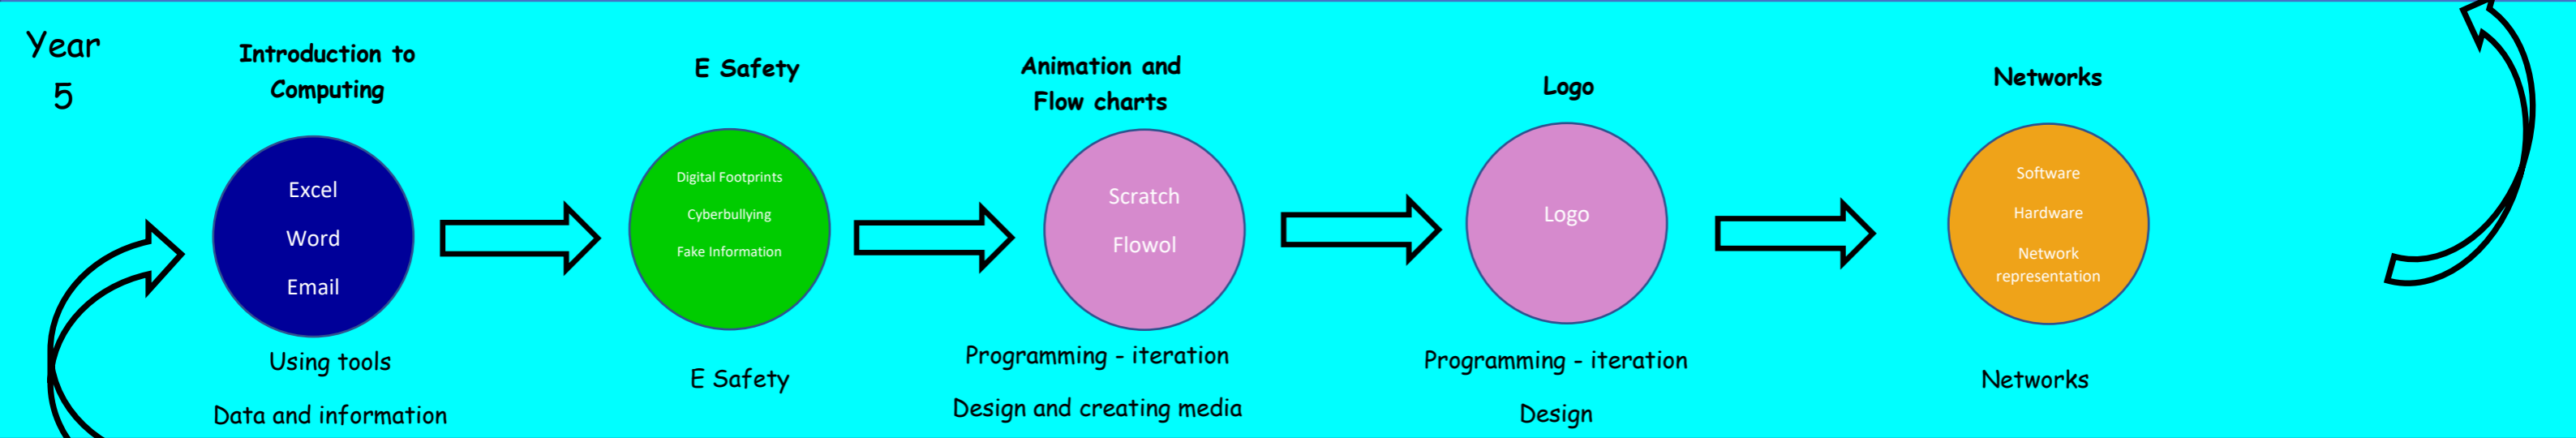 Year
5
Introduction to
Computing
Excel
Word
Email
Using tools
Data and information
E Safety
Digital Footprints
Cyberbullying
Fake Information
E Safety
Animation and
Flow charts
Scratch
Flowol
Programming - iteration
Design and creating media
Logo
Logo
Programming - iteration
Design
Networks
Software
Hardware
Network
representation
Networks